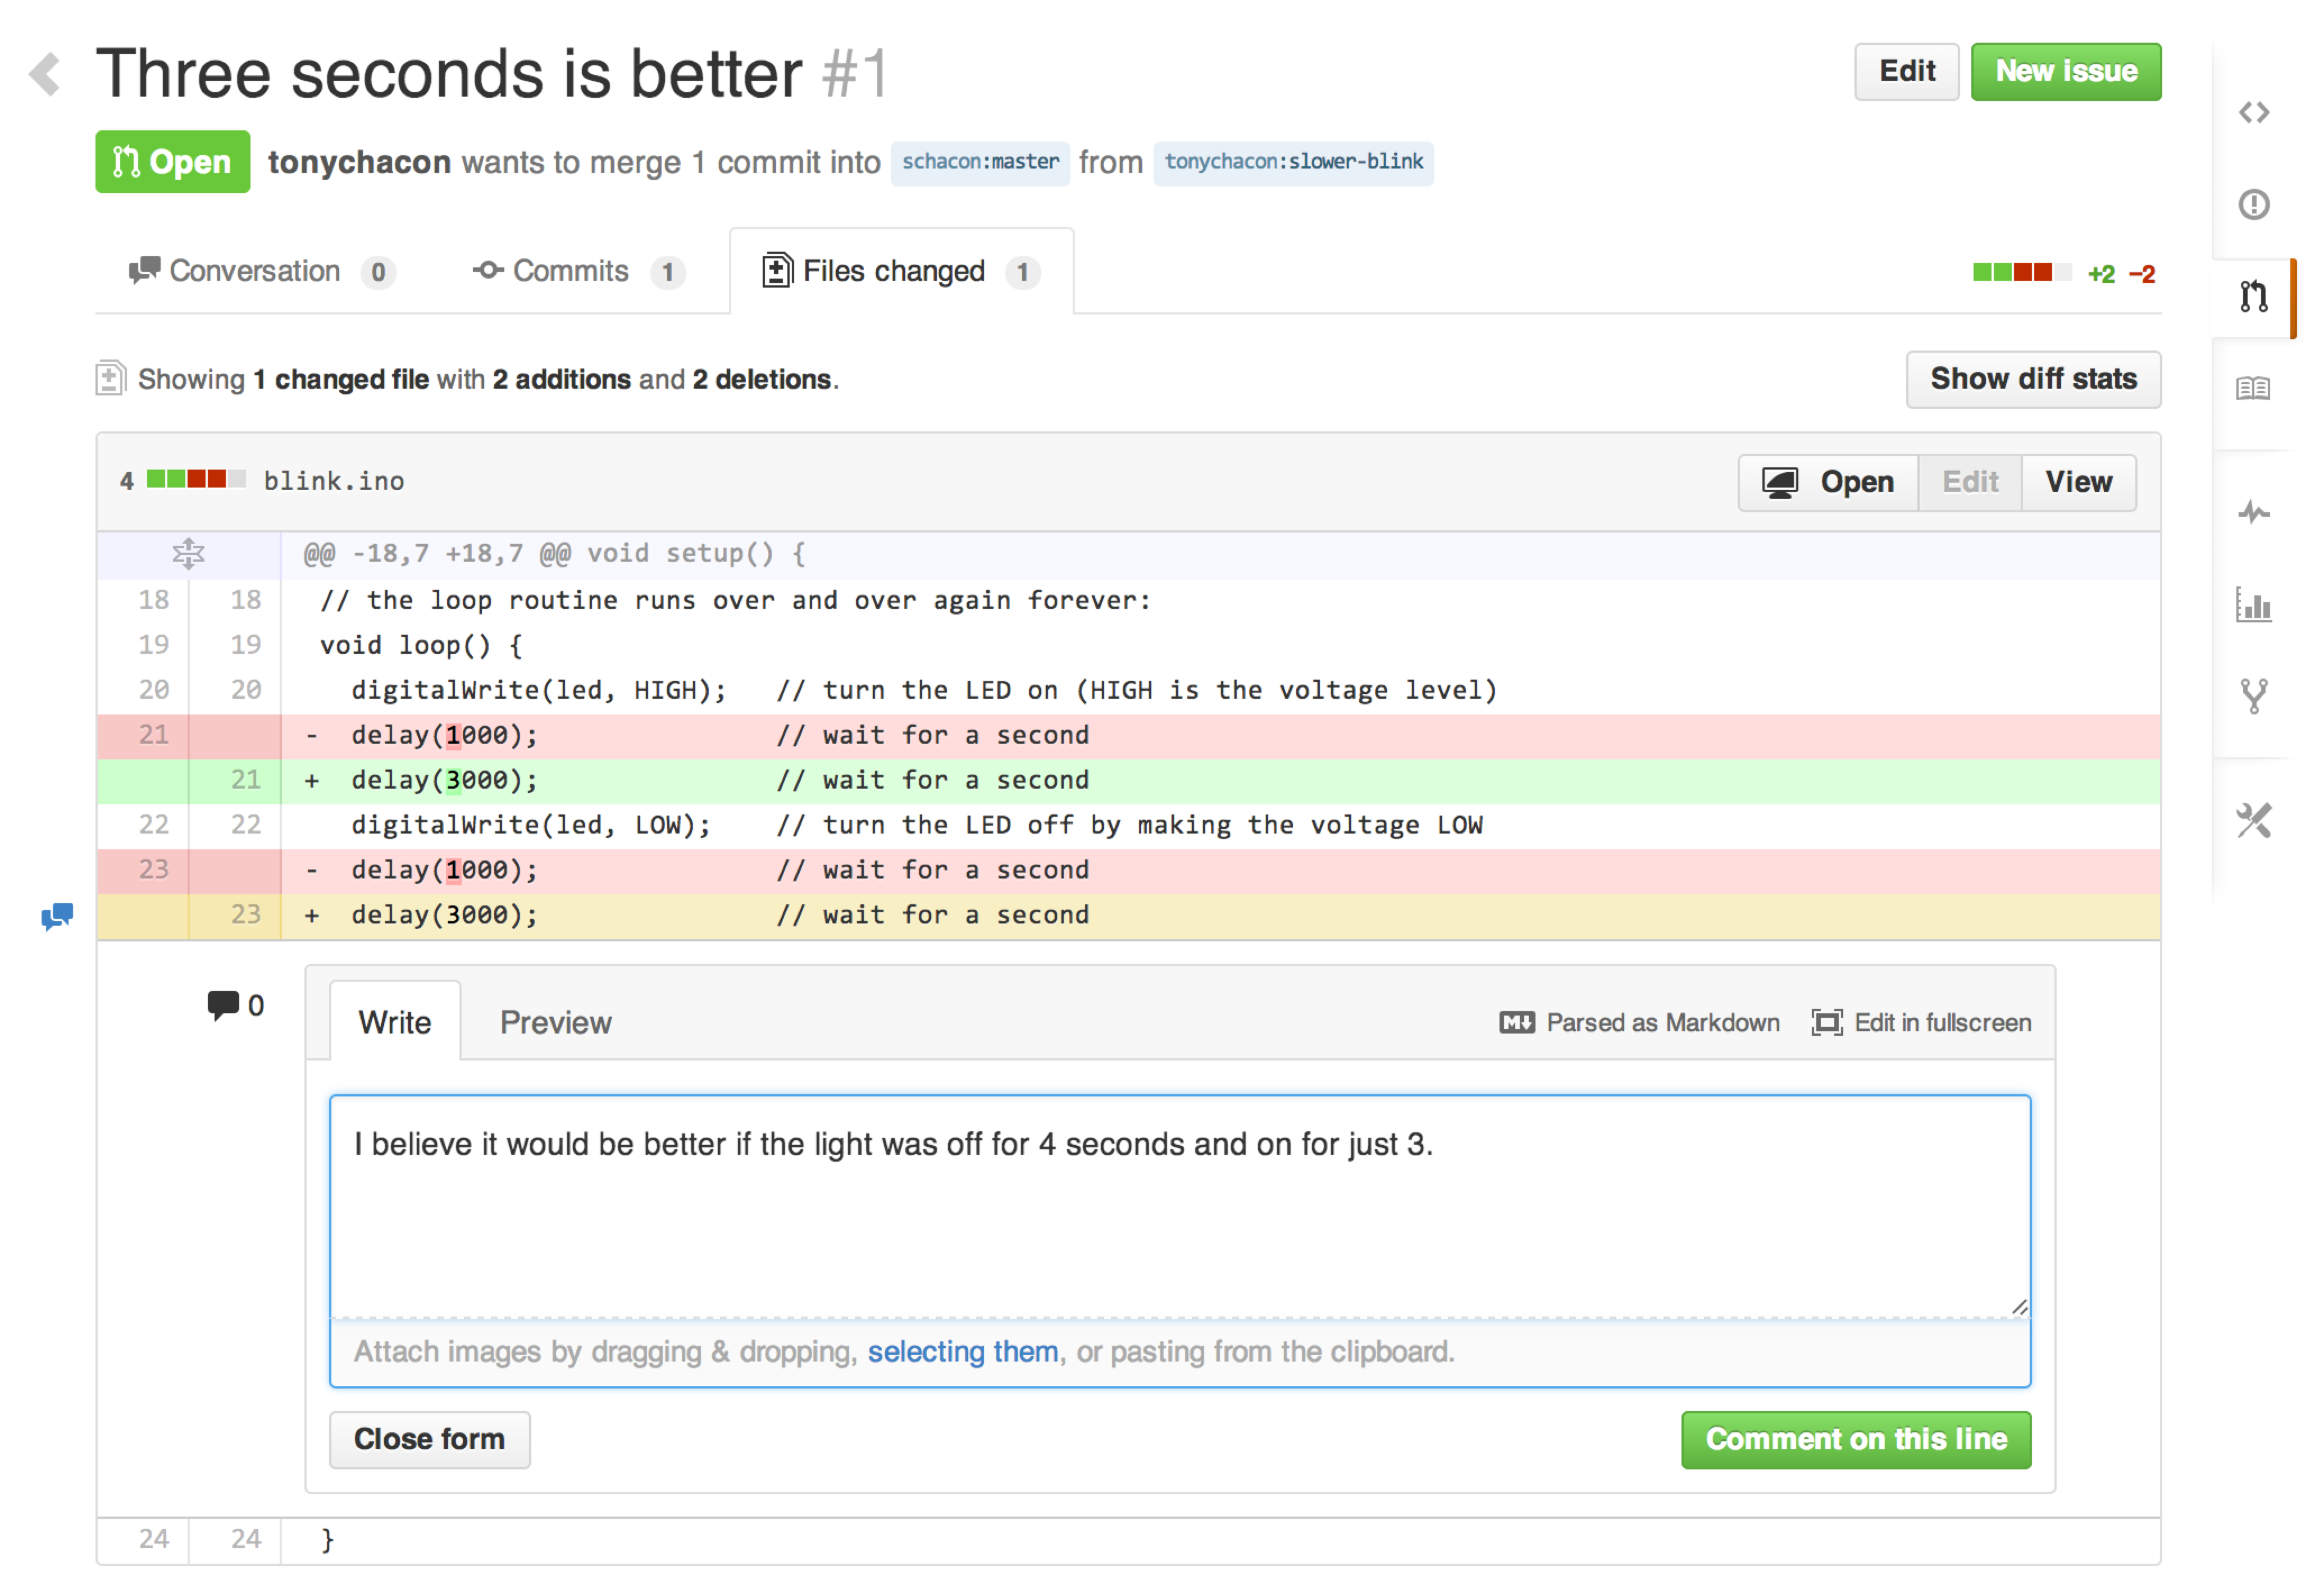 Three seconds is better #1
Edit
New issue
Open
tonychacon wants to merge 1 commit into schacon:master from tonychacon:slower-blink
Conversation 0
Commits 1
Files changed 1
+2 −2
Showing 1 changed file with 2 additions and 2 deletions.
Show diff stats
4 blink.ino
Open
Edit
View
@@ -18,7 +18,7 @@ void setup() {
18 18 // the loop routine runs over and over again forever:
19 19 void loop() {
20 20 digitalWrite(led, HIGH); // turn the LED on (HIGH is the voltage level)
21 - delay(1000); // wait for a second
21 + delay(3000); // wait for a second
22 22 digitalWrite(led, LOW); // turn the LED off by making the voltage LOW
23 - delay(1000); // wait for a second
23 + delay(3000); // wait for a second
0
Write
Preview
M Parsed as Markdown
Edit in fullscreen
I believe it would be better if the light was off for 4 seconds and on for just 3.
Attach images by dragging & dropping, selecting them, or pasting from the clipboard.
Close form
Comment on this line
24 24 }